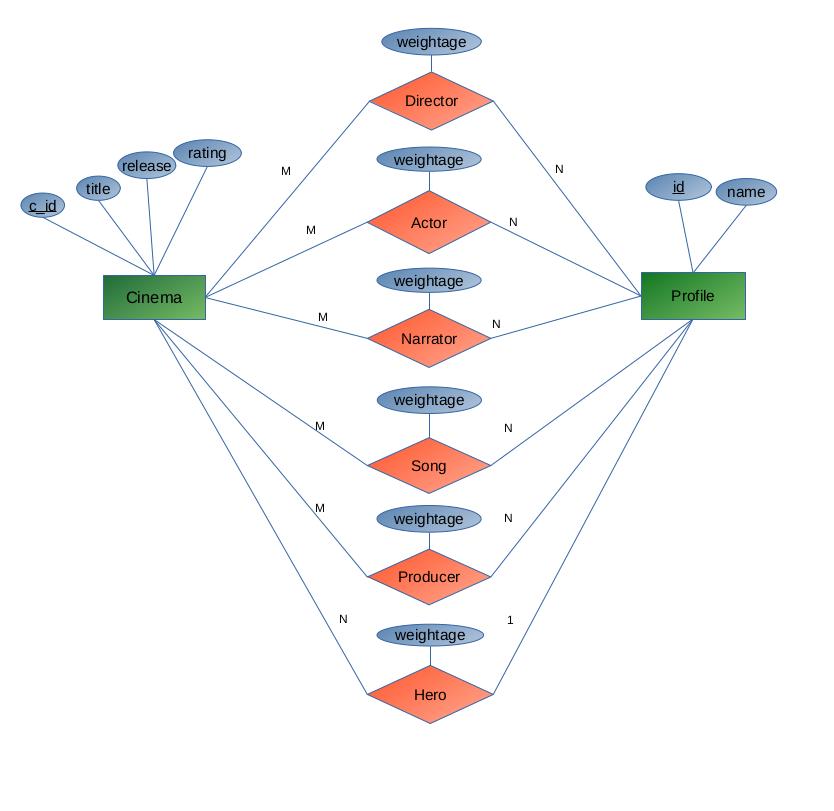 weightage
Director
weightage
rating
release
title
c_id
M
N
id
name
Actor
M
N
weightage
Cinema
Profile
M
N
Narrator
weightage
M
N
Song
weightage
M
N
Producer
weightage
N
1
Hero